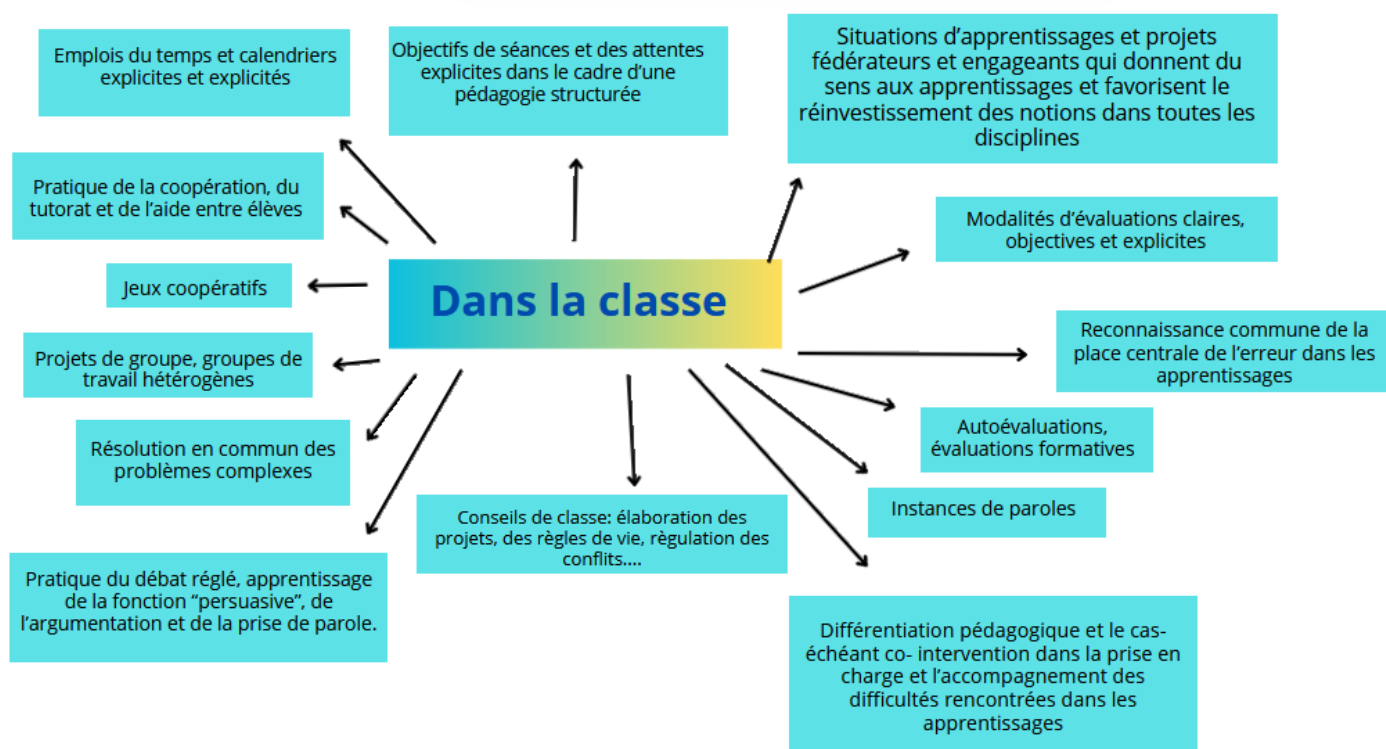 Emplois du temps et calendriers
explicites et explicités
Objectifs de séances et des attentes
explicites dans le cadre d’une
pédagogie structurée
Situations d’apprentissages et projets
fédérateurs et engageants qui donnent du
sens aux apprentissages et favorisent le
réinvestissement des notions dans toutes les
disciplines
Pratique de la coopération, du
tutorat et de l’aide entre élèves
Modalités d’évaluations claires,
objectives et explicites
Jeux coopératifs
Dans la classe
Projets de groupe, groupes de
travail hétérogènes
Reconnaissance commune de la
place centrale de l’erreur dans les
apprentissages
Résolution en commun des
problèmes complexes
Autoévaluations,
évaluations formatives
Instances de paroles
Conseils de classe: élaboration des
projets, des règles de vie, règulation des
conflits....
Pratique du débat réglé, apprentissage
de la fonction “persuasive”, de
l’argumentation et de la prise de parole.
Différentiation pédagogique et le cas-
échéant co- intervention dans la prise en
charge et l’accompagnement des
difficultés rencontrées dans les
apprentissages